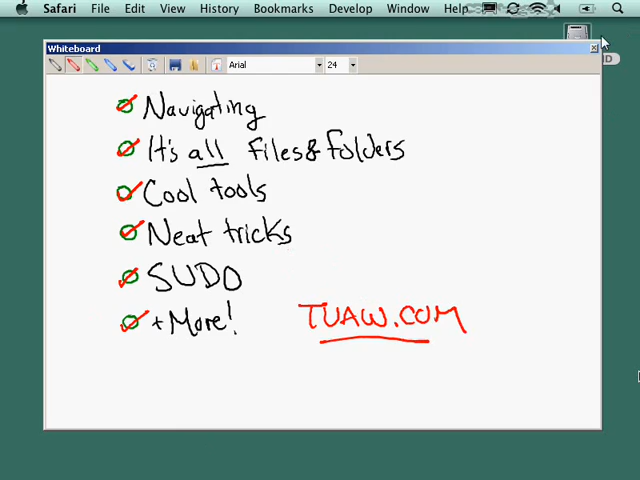 Safari File Edit View History Bookmarks Develop Window Help
Whiteboard
Arial 24
Navigating
It's all files & folders
Cool tools
Neat tricks
SUDO
+More!
TUAW.COM